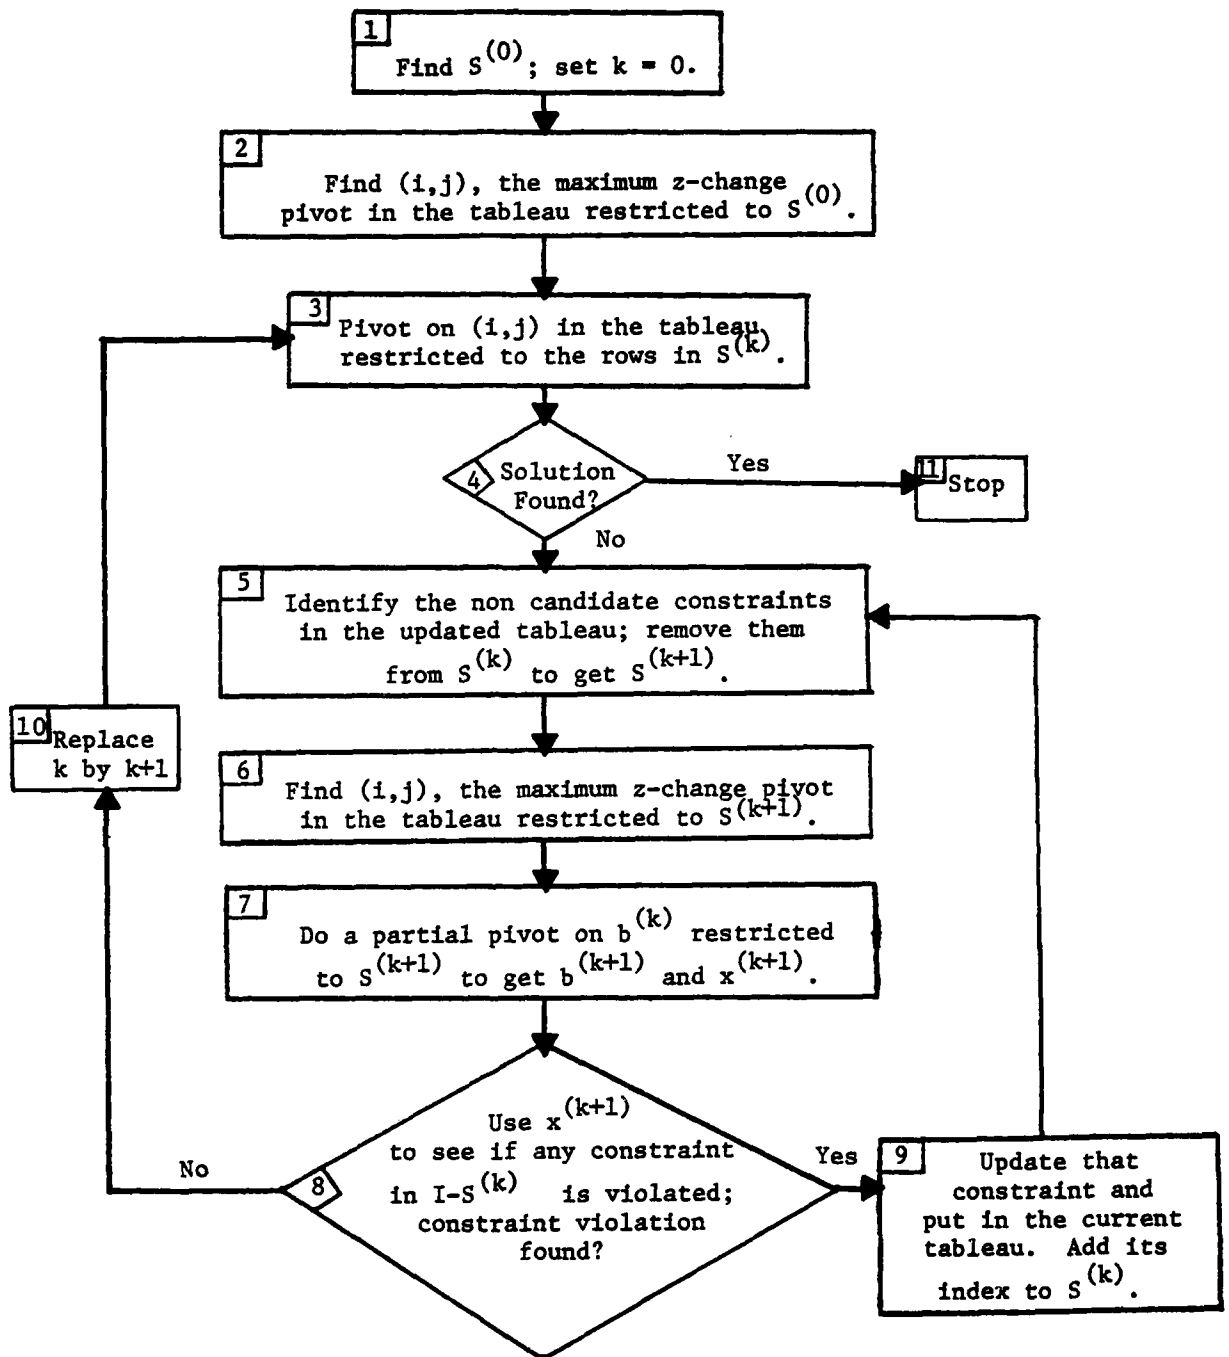 1
Find S^(0); set k = 0.
2
Find (i,j), the maximum z-change
pivot in the tableau restricted to S^(0).
3
Pivot on (i,j) in the tableau
restricted to the rows in S^(k).
4
Solution
Found?
Yes
11
Stop
No
5
Identify the non candidate constraints
in the updated tableau; remove them
from S^(k) to get S^(k+1).
6
Find (i,j), the maximum z-change pivot
in the tableau restricted to S^(k+1).
7
Do a partial pivot on b^(k) restricted
to S^(k+1) to get b^(k+1) and x^(k+1).
8
Use x^(k+1)
to see if any constraint
in I-S^(k) is violated;
constraint violation
found?
Yes
9
Update that
constraint and
put in the current
tableau. Add its
index to S^(k).
No
10
Replace
k by k+1